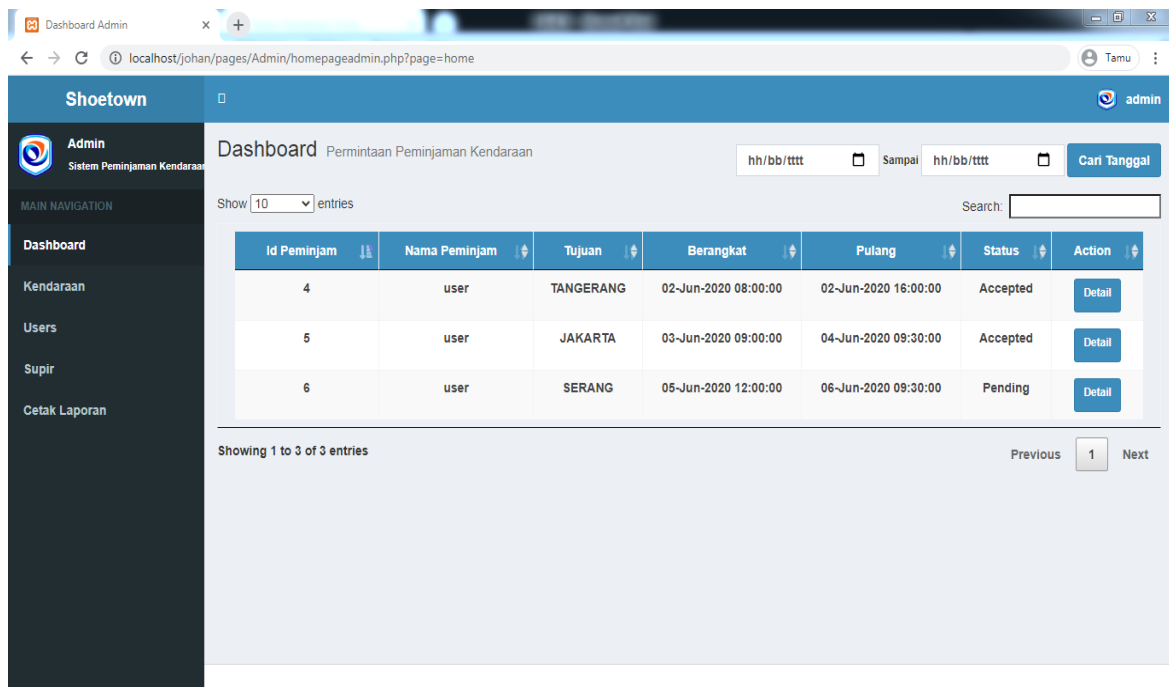 Dashboard Admin
localhost/johan/pages/Admin/homepageadmin.php?page=home
Tamu
Shoetown
admin
Admin
Sistem Peminjaman Kendaraan
MAIN NAVIGATION
Dashboard
Kendaraan
Users
Supir
Cetak Laporan
Dashboard Permintaan Peminjaman Kendaraan
hh/bb/tttt Sampai hh/bb/tttt Cari Tanggal
Show 10 entries
Search:
Id Peminjam Nama Peminjam Tujuan Berangkat Pulang Status Action
4 user TANGERANG 02-Jun-2020 08:00:00 02-Jun-2020 16:00:00 Accepted Detail
5 user JAKARTA 03-Jun-2020 09:00:00 04-Jun-2020 09:30:00 Accepted Detail
6 user SERANG 05-Jun-2020 12:00:00 06-Jun-2020 09:30:00 Pending Detail
Showing 1 to 3 of 3 entries
Previous 1 Next